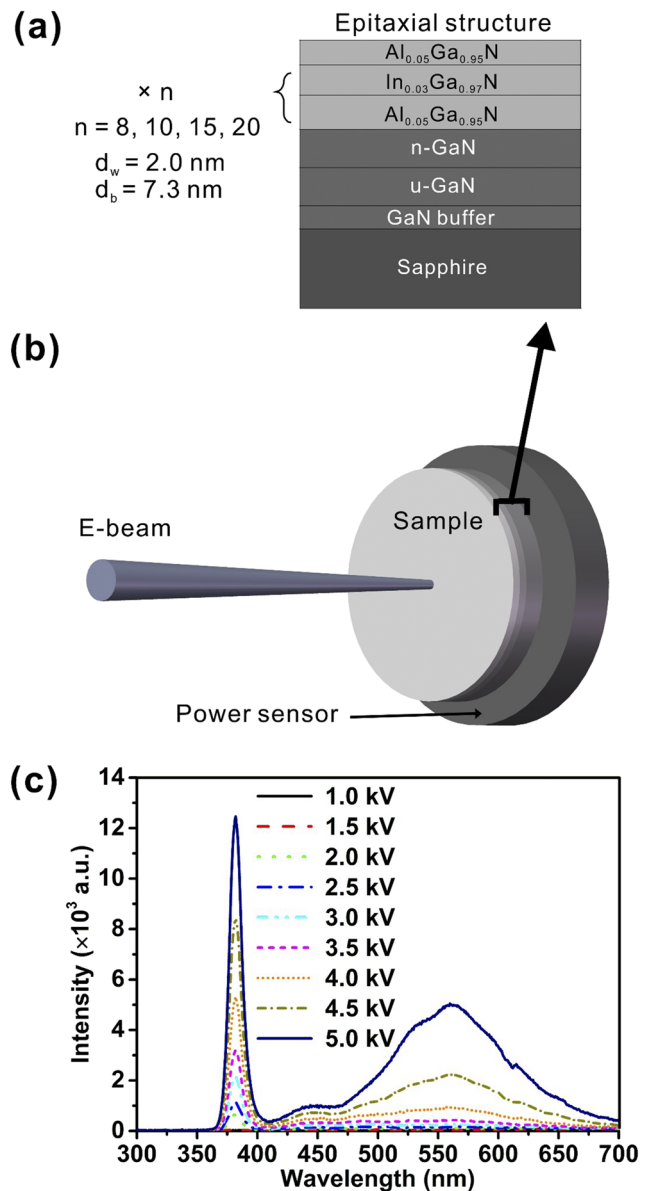 (a)
Epitaxial structure
Al0.05Ga0.95N
In0.03Ga0.97N
Al0.05Ga0.95N
n-GaN
u-GaN
GaN buffer
Sapphire
× n
n = 8, 10, 15, 20
dw = 2.0 nm
db = 7.3 nm
(b)
E-beam
Sample
Power sensor
(c)
Intensity (×10³ a.u.)
14
12
10
8
6
4
2
0
1.0 kV
1.5 kV
2.0 kV
2.5 kV
3.0 kV
3.5 kV
4.0 kV
4.5 kV
5.0 kV
300 350 400 450 500 550 600 650 700
Wavelength (nm)